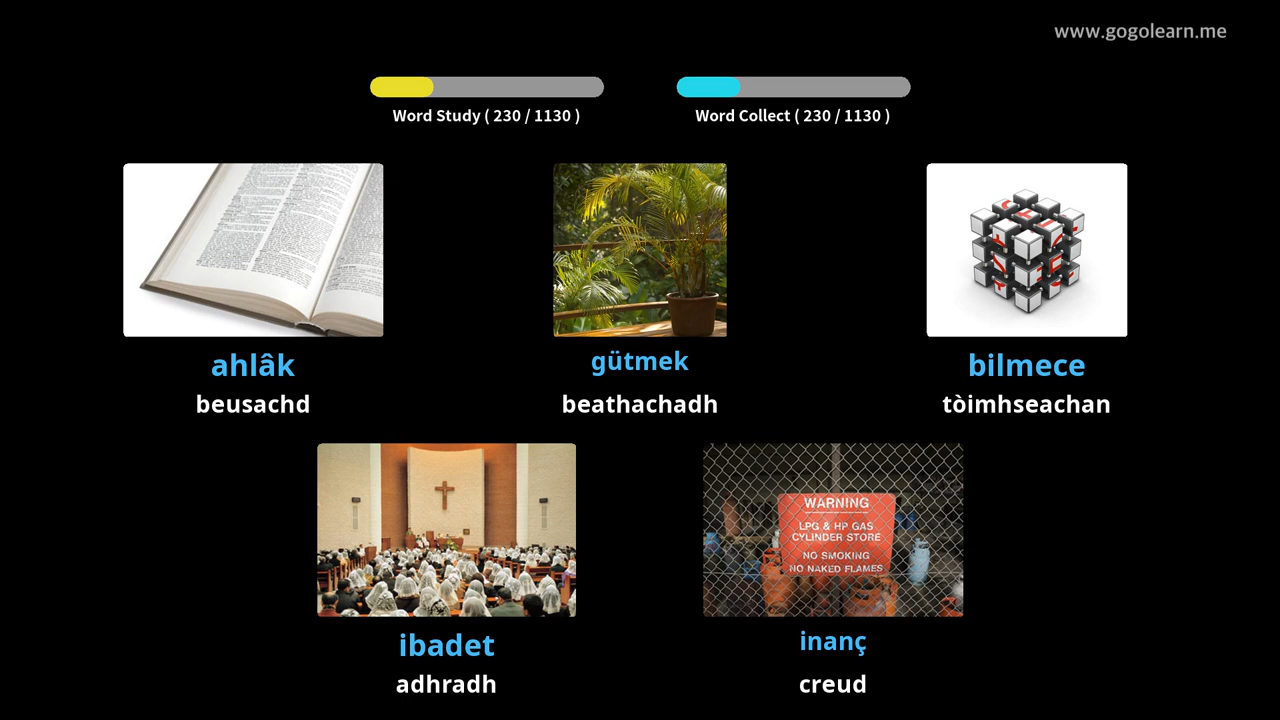 www.gogolearn.me
Word Study ( 230 / 1130 )
Word Collect ( 230 / 1130 )
ahlâk
beusachd
gütmek
beathachadh
bilmece
tòimhseachan
WARNING
LPG & HP GAS
CYLINDER STORE
NO SMOKING
NO NAKED FLAMES
ibadet
adhradh
inanç
creud